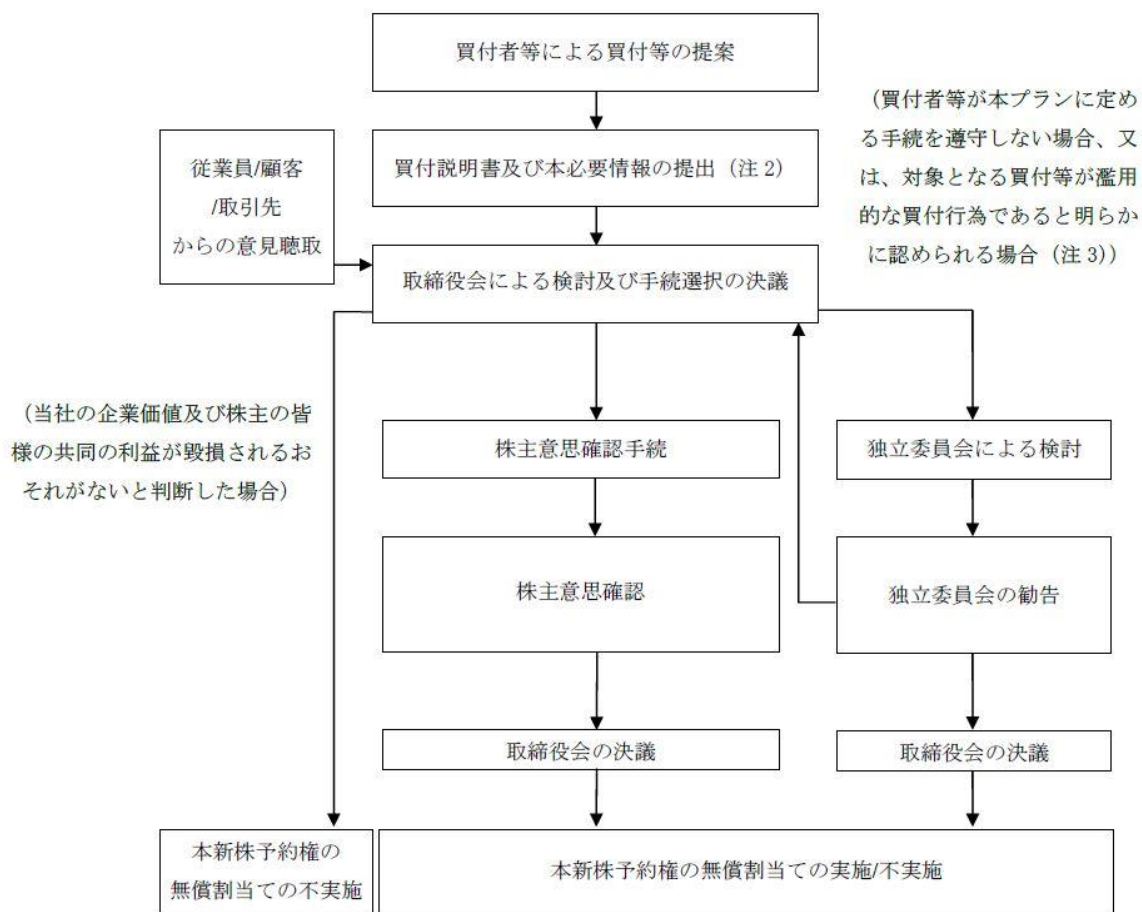 買付者等による買付等の提案
（買付者等が本プランに定め
る手続を遵守しない場合、又
は、対象となる買付等が濫用
的な買付行為であると明らか
に認められる場合（注 3））
従業員/顧客
/取引先
からの意見聴取
買付説明書及び本必要情報の提出（注 2）
取締役会による検討及び手続選択の決議
（当社の企業価値及び株主の皆
様の共同の利益が毀損されるお
それがないと判断した場合）
株主意思確認手続
独立委員会による検討
株主意思確認
独立委員会の勧告
取締役会の決議
取締役会の決議
本新株予約権の
無償割当ての不実施
本新株予約権の無償割当ての実施/不実施